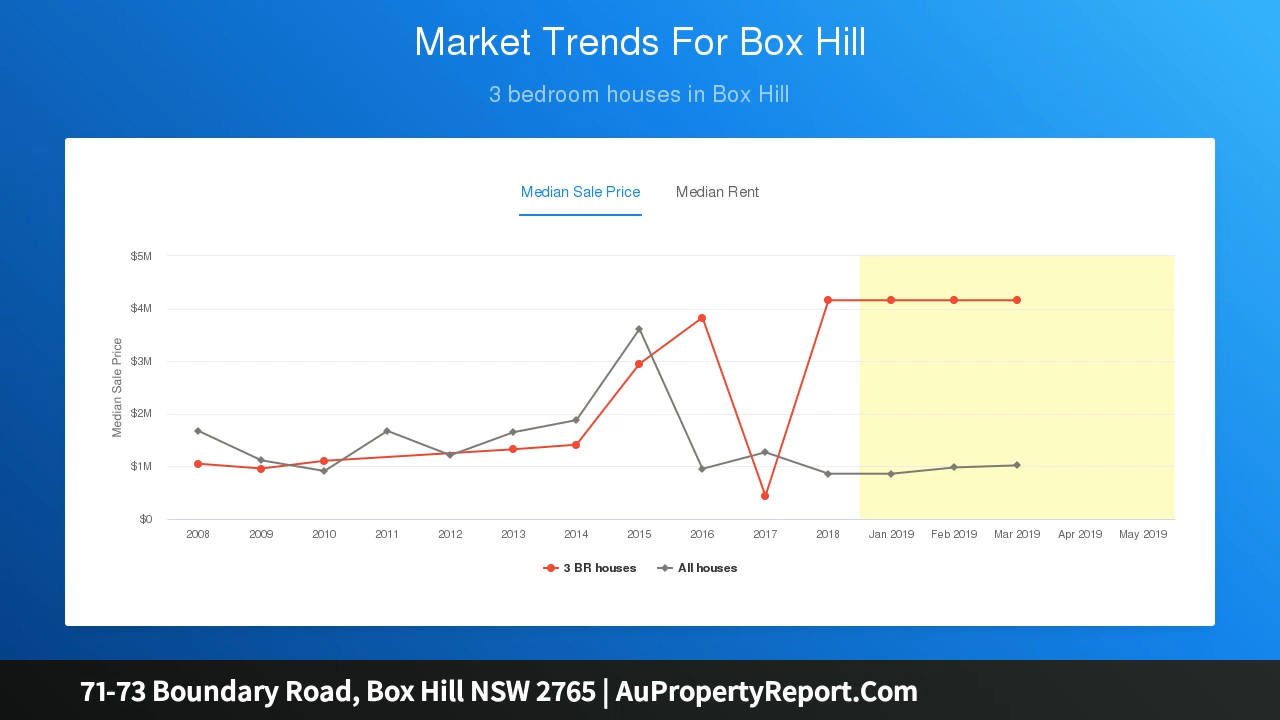 Market Trends For Box Hill
3 bedroom houses in Box Hill
Median Sale Price Median Rent
Median Sale Price
$5M
$4M
$3M
$2M
$1M
$0
2008 2009 2010 2011 2012 2013 2014 2015 2016 2017 2018 Jan 2019 Feb 2019 Mar 2019 Apr 2019 May 2019
3 BR houses All houses
71-73 Boundary Road, Box Hill NSW 2765 | AuPropertyReport.Com